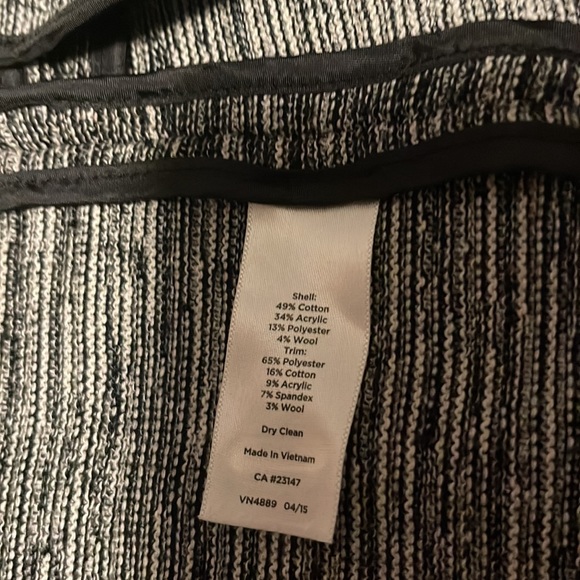 Shell:
49% Cotton
34% Acrylic
13% Polyester
4% Wool
Trim:
65% Polyester
16% Cotton
9% Acrylic
7% Spandex
3% Wool
Dry Clean
Made In Vietnam
CA #23147
VN4889 04/15